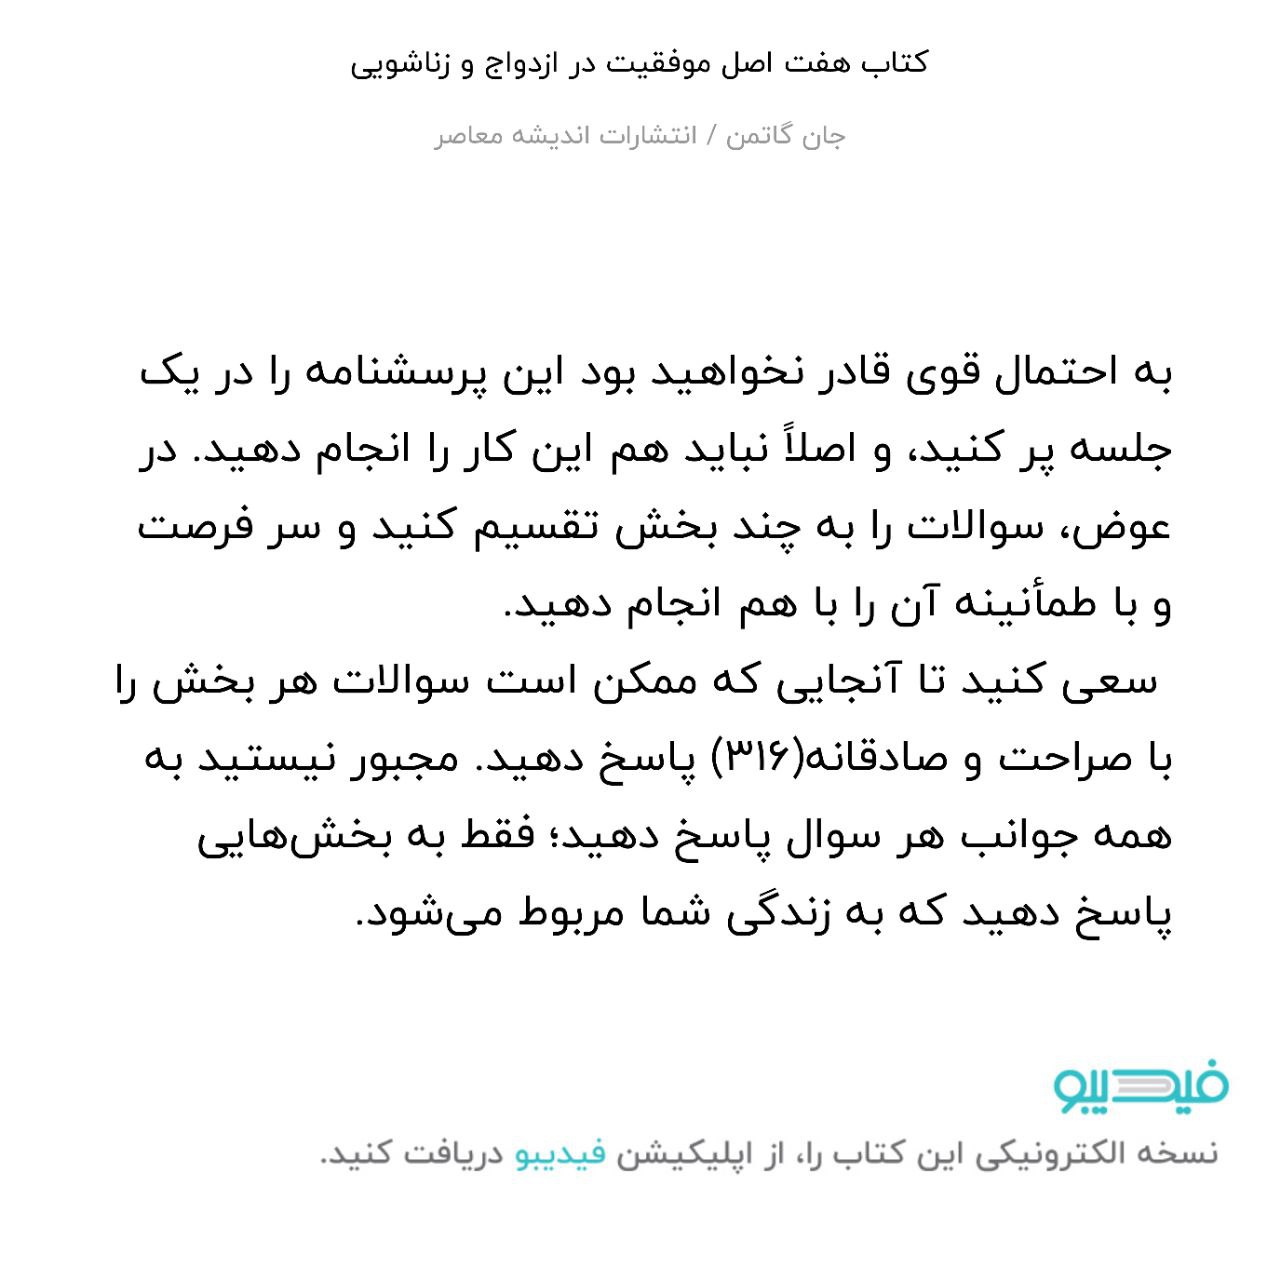 کتاب هفت اصل موفقیت در ازدواج و زناشویی
جان گاتمن / انتشارات اندیشه معاصر
به احتمال قوی قادر نخواهید بود این پرسشنامه را در یک
جلسه پر کنید، و اصلاً نباید هم این کار را انجام دهید. در
عوض، سوالات را به چند بخش تقسیم کنید و سر فرصت
و با طمأنینه آن را با هم انجام دهید.
سعی کنید تا آنجایی که ممکن است سوالات هر بخش را
با صراحت و صادقانه(۳۱۶) پاسخ دهید. مجبور نیستید به
همه جوانب هر سوال پاسخ دهید؛ فقط به بخش‌هایی
پاسخ دهید که به زندگی شما مربوط می‌شود.
فیدیبو
نسخه الکترونیکی این کتاب را، از اپلیکیشن فیدیبو دریافت کنید.